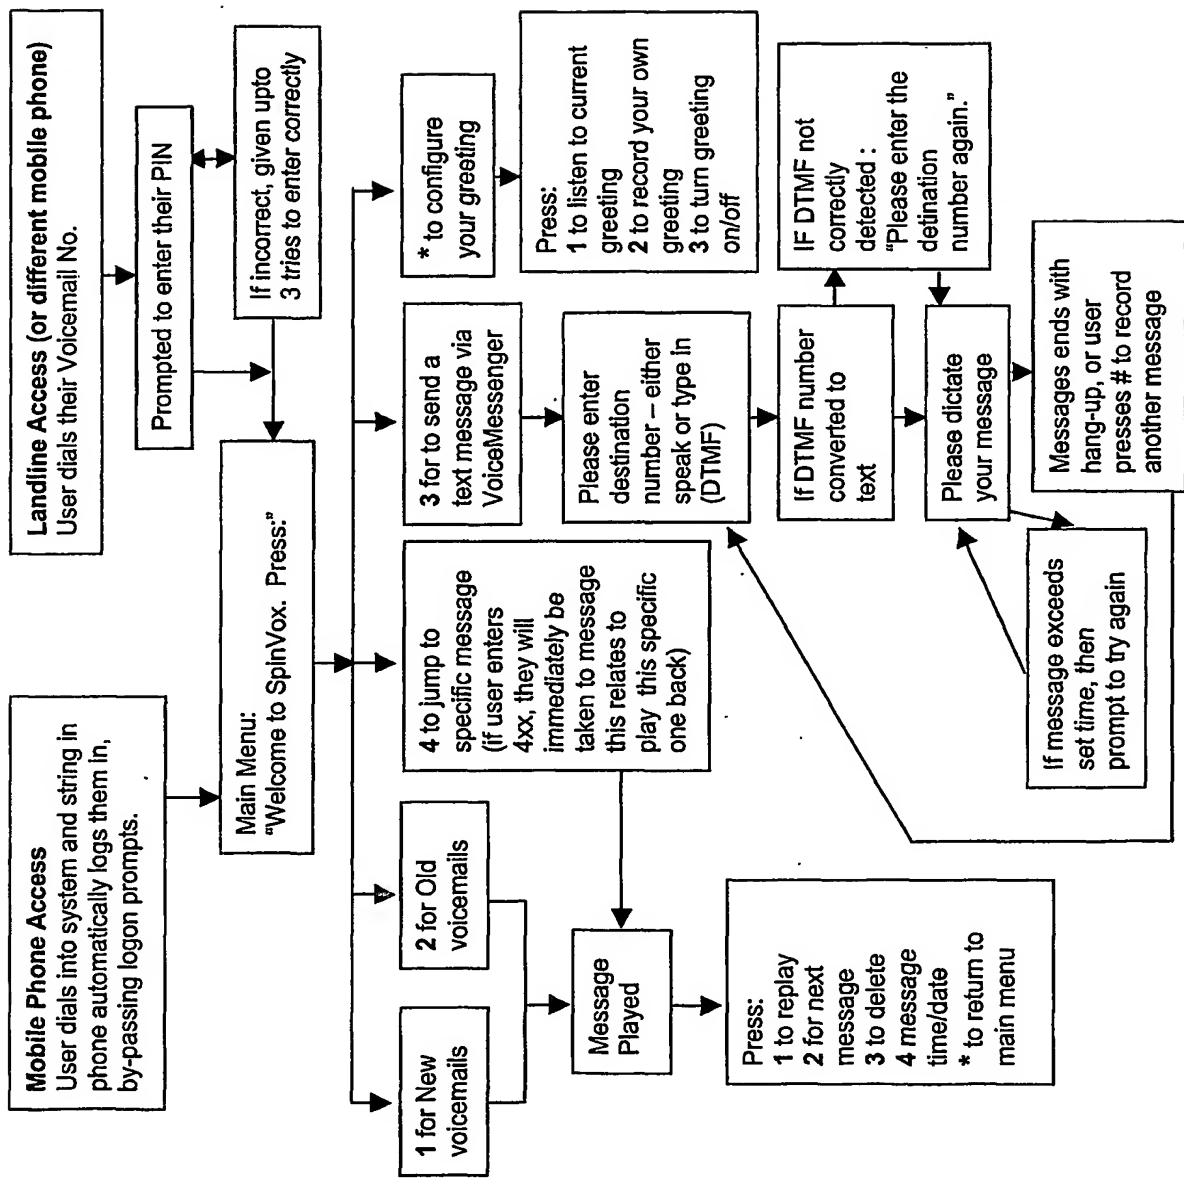 Mobile Phone Access
User dials into system and string in
phone automatically logs them in,
by-passing logon prompts.
Landline Access (or different mobile phone)
User dials their Voicemail No.
Prompted to enter their PIN
If incorrect, given upto
3 tries to enter correctly
Main Menu:
"Welcome to SpinVox. Press:"
1 for New
voicemails
2 for Old
voicemails
4 to jump to
specific message
(if user enters
4xx, they will
immediately be
taken to message
this relates to
play this specific
one back)
3 for to send a
text message via
VoiceMessenger
* to configure
your greeting
Message
Played
Press:
1 to replay
2 for next
message
3 to delete
4 message
time/date
* to return to
main menu
Please enter
destination
number – either
speak or type in
(DTMF)
Press:
1 to listen to current
greeting
2 to record your own
greeting
3 to turn greeting
on/off
If DTMF number
converted to
text
IF DTMF not
correctly
detected :
"Please enter the
detination
number again."
Please dictate
your message
If message exceeds
set time, then
prompt to try again
Messages ends with
hang-up, or user
presses # to record
another message